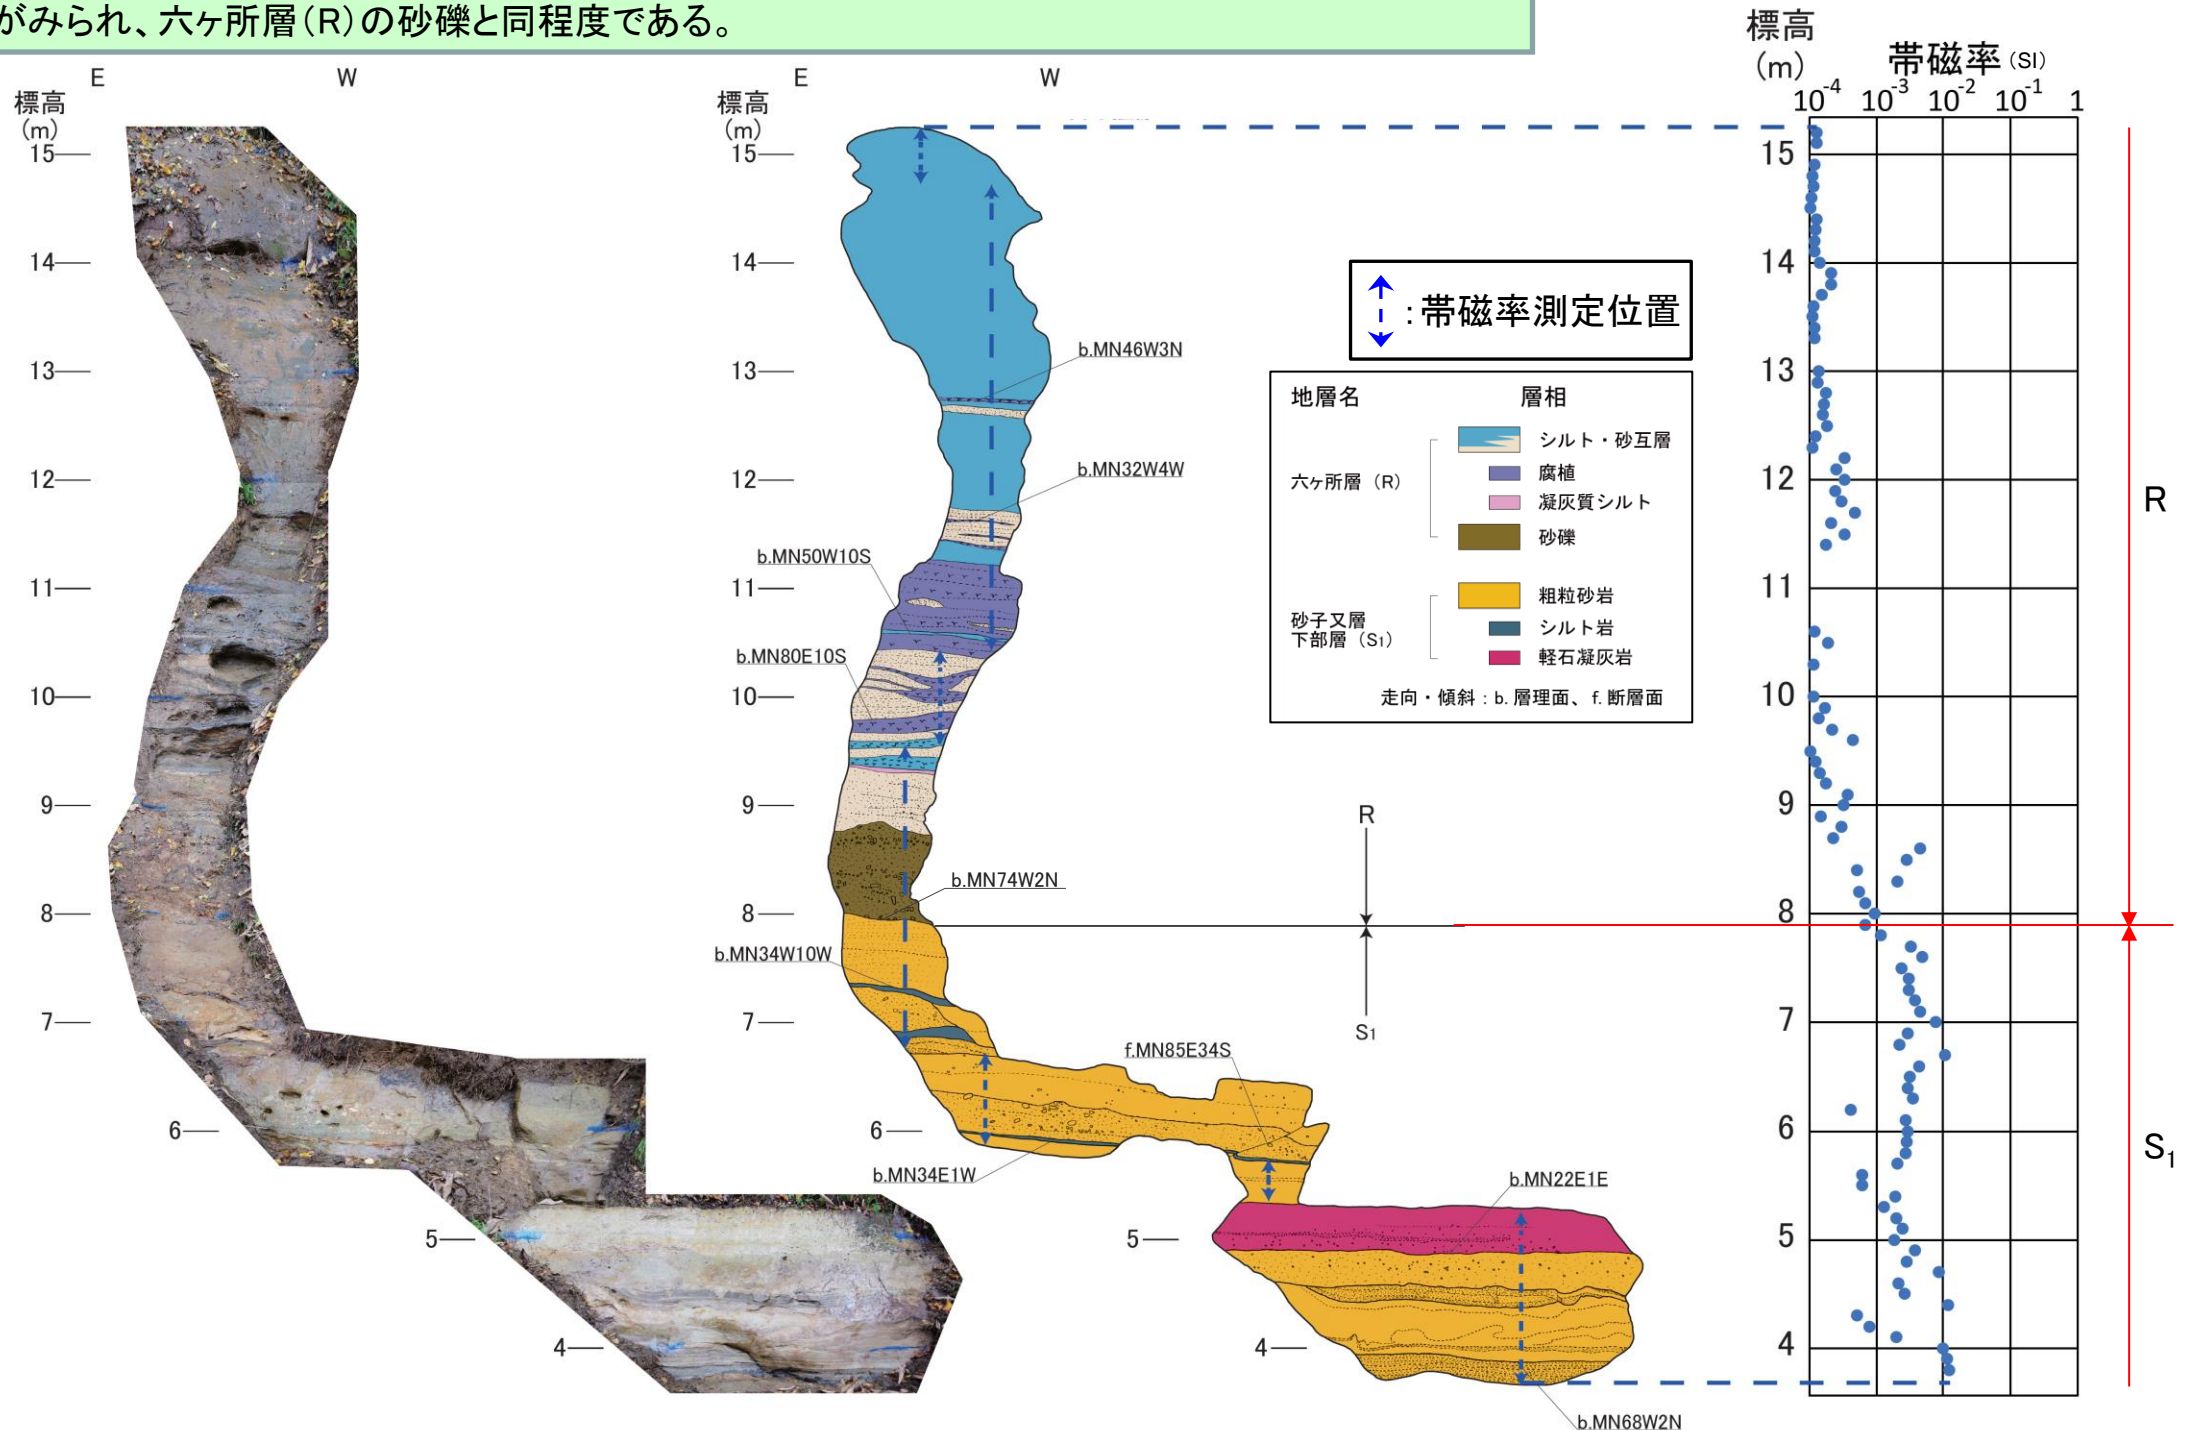 がみられ、六ヶ所層(R)の砂礫と同程度である。
E
W
標高
(m)
15
14
13
12
11
10
9
8
7
6
5
4
E
W
標高
(m)
15
14
13
12
11
10
9
8
7
6
5
4
b.MN46W3N
b.MN32W4W
b.MN50W10S
b.MN80E10S
b.MN74W2N
b.MN34W10W
f.MN85E34S
b.MN34E1W
b.MN22E1E
b.MN68W2N
R
S1
:帯磁率測定位置
地層名 層相
シルト・砂互層
腐植
六ヶ所層(R)
凝灰質シルト
砂礫
粗粒砂岩
砂子又層
下部層(S1)
シルト岩
軽石凝灰岩
走向・傾斜:b. 層理面、f. 断層面
標高
(m)
帯磁率(SI)
10-4 10-3 10-2 10-1 1
15
14
13
12
11
10
9
8
7
6
5
4
R
S1